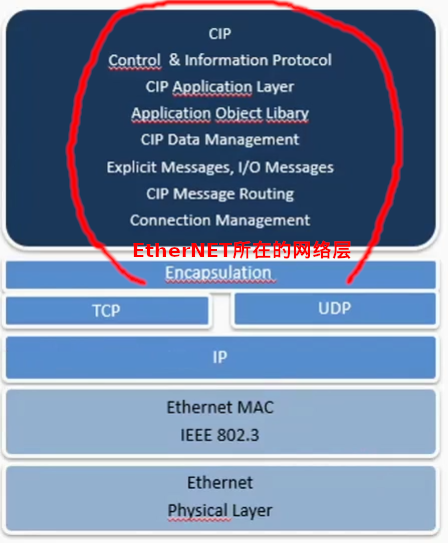 CIP
Control & Information Protocol
CIP Application Layer
Application Object Libary
CIP Data Management
Explicit Messages, I/O Messages
CIP Message Routing
Connection Management
EtherNET所在的网络层
Encapsulation
TCP
UDP
IP
Ethernet MAC
IEEE 802.3
Ethernet
Physical Layer